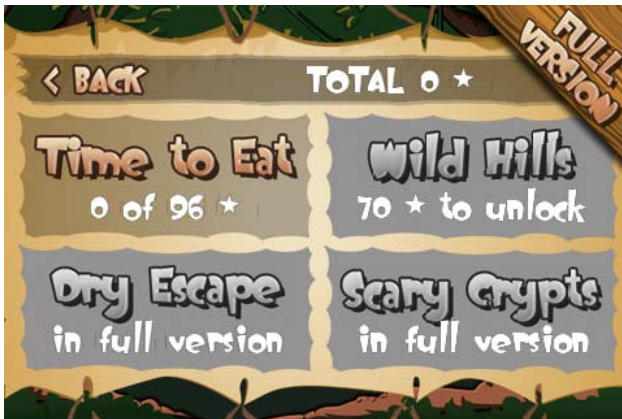 < BACK
TOTAL 0 ★
FULL
VERSION
Time to Eat
0 of 96 ★
Wild Hills
70 ★ to unlock
Dry Escape
in full version
Scary Crypts
in full version